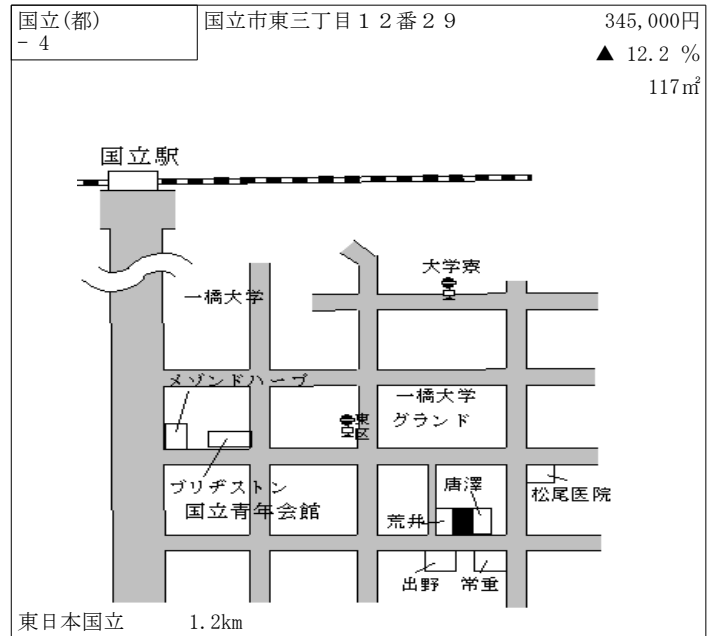 国立(都)
- 4
国立市東三丁目１２番２９
345,000円
▲ 12.2 %
117㎡
国立駅
大学寮
一橋大学
メゾンドハーブ
一橋大学
グランド
東区
ブリヂストン
国立青年会館
唐澤
松尾医院
荒井
出野
常重
東日本国立
1.2km